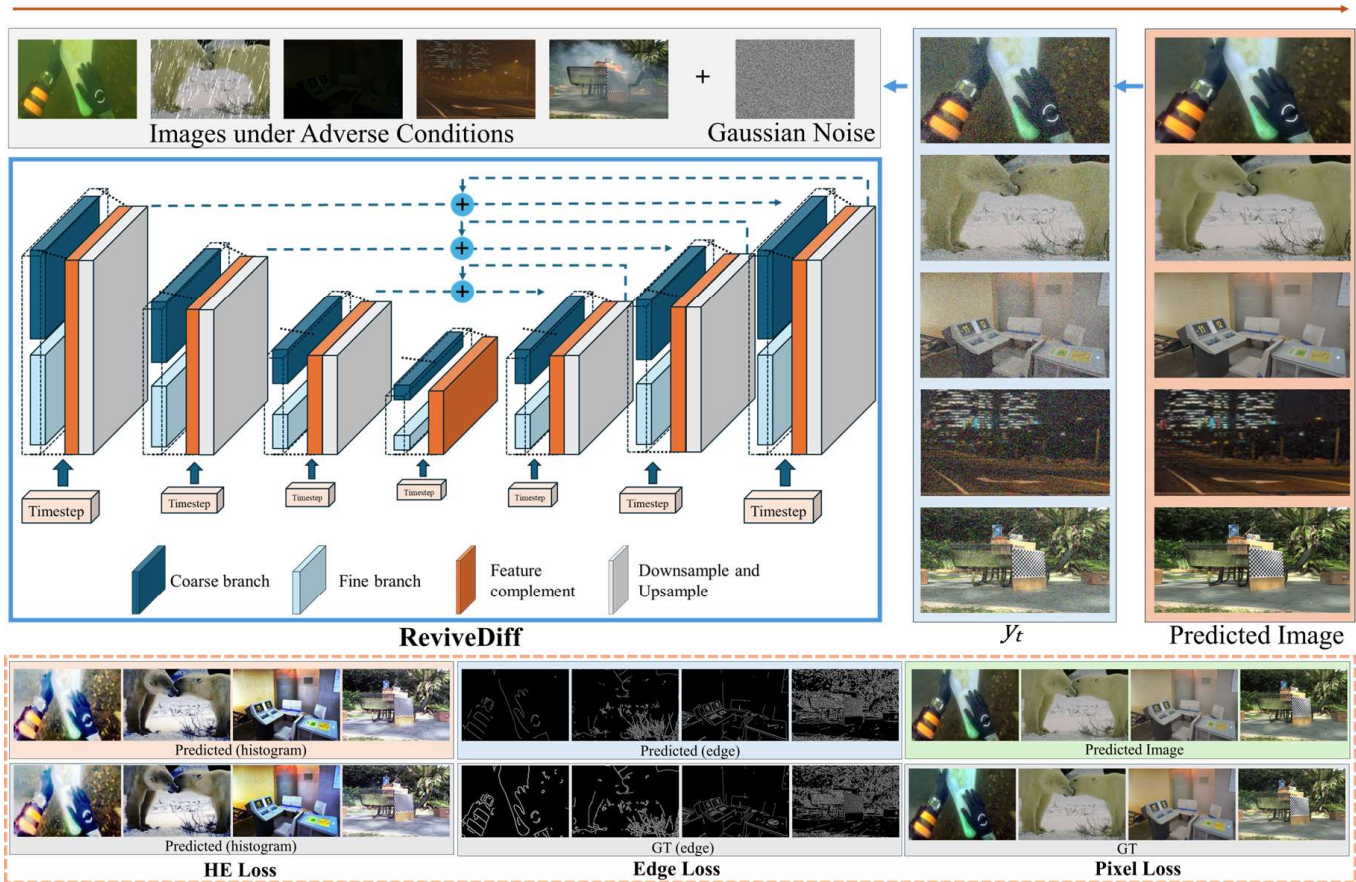 Images under Adverse Conditions
+
Gaussian Noise
+
+
+
Timestep
Timestep
Timestep
Timestep
Timestep
Timestep
Timestep
Coarse branch
Fine branch
Feature complement
Downsample and Upsample
ReviveDiff
y_t
Predicted Image
Predicted (histogram)
Predicted (edge)
Predicted Image
Predicted (histogram)
GT (edge)
GT
HE Loss
Edge Loss
Pixel Loss